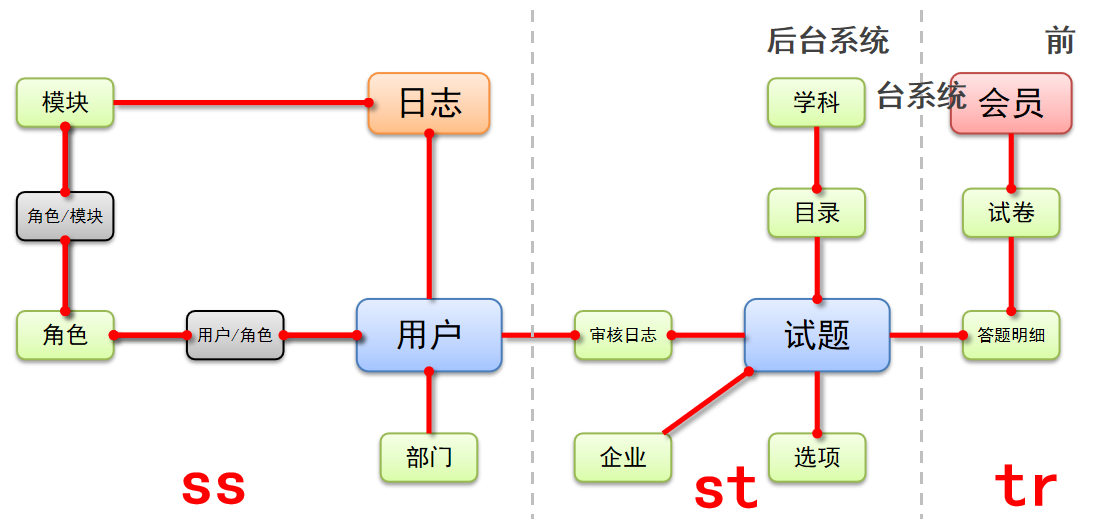 后台系统
前
台系统
模块
日志
学科
会员
角色/模块
目录
试卷
角色
用户/角色
用户
审核日志
试题
答题明细
部门
企业
选项
ss
st
tr